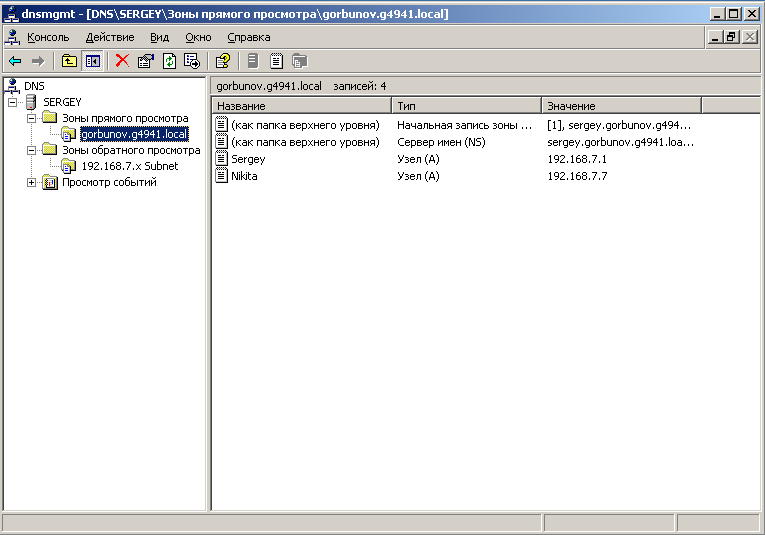 dnsmgmt - [DNS\SERGEY\Зоны прямого просмотра\gorbunov.g4941.local]
Консоль Действие Вид Окно Справка
DNS
SERGEY
Зоны прямого просмотра
gorbunov.g4941.local
Зоны обратного просмотра
192.168.7.x Subnet
Просмотр событий
gorbunov.g4941.local записей: 4
Название Тип Значение
(как папка верхнего уровня) Начальная запись зоны ... [1], sergey.gorbunov.g494...
(как папка верхнего уровня) Сервер имен (NS) sergey.gorbunov.g4941.loa...
Sergey Узел (A) 192.168.7.1
Nikita Узел (A) 192.168.7.7